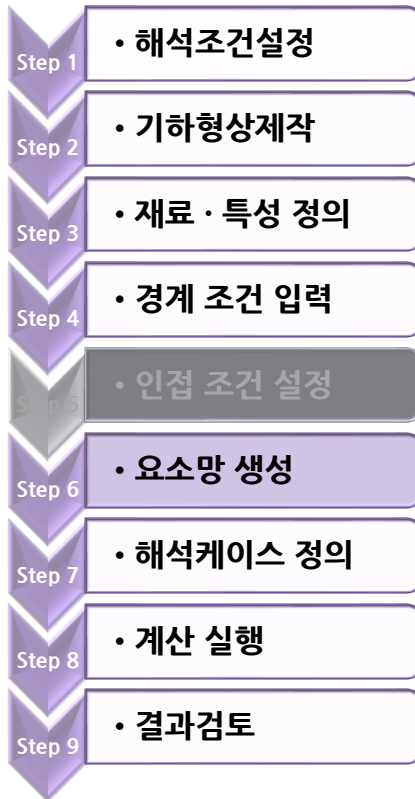 Step 1
• 해석조건설정
Step 2
• 기하형상제작
Step 3
• 재료 · 특성 정의
Step 4
• 경계 조건 입력
Step 5
• 인접 조건 설정
Step 6
• 요소망 생성
Step 7
• 해석케이스 정의
Step 8
• 계산 실행
Step 9
• 결과검토